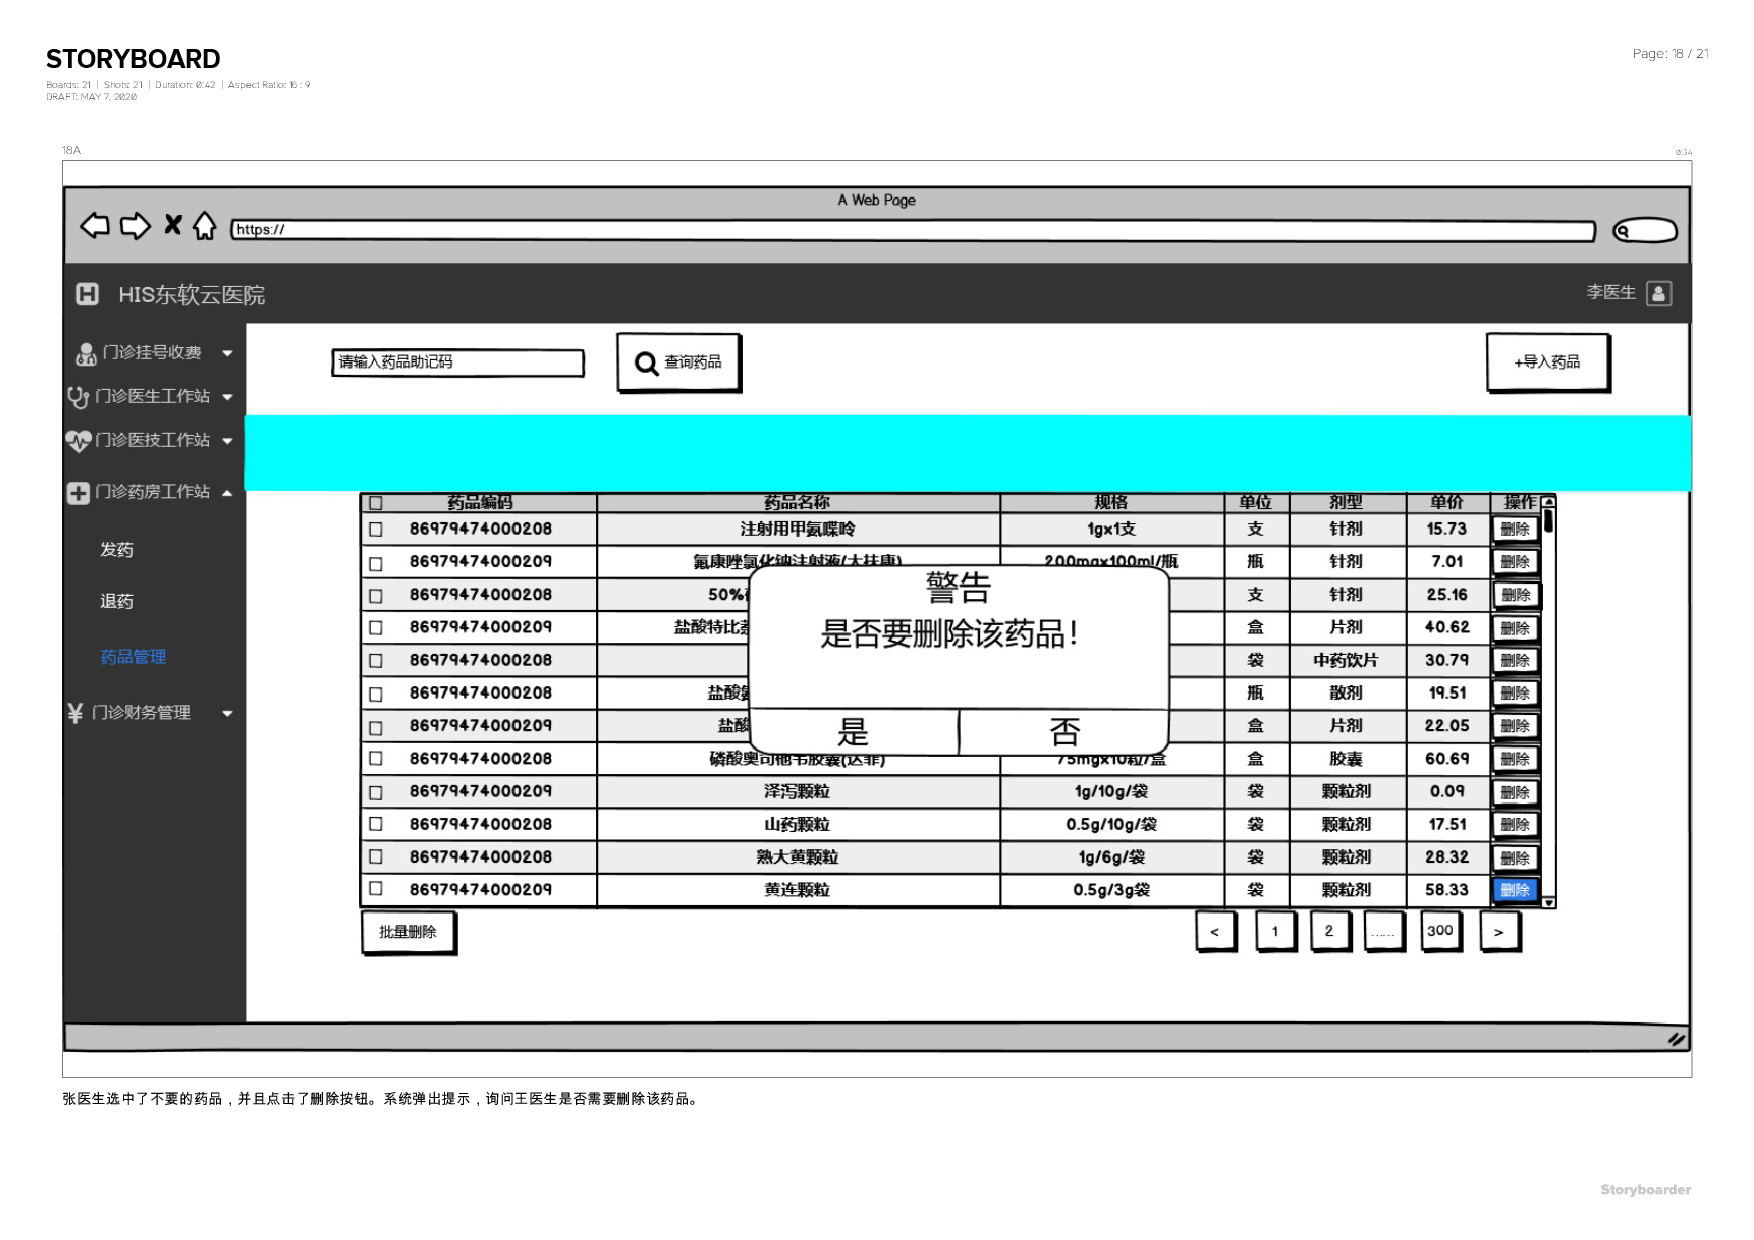 STORYBOARD
Page: 18 / 21
Boards: 21 | Shots: 21 | Duration: 0:42 | Aspect Ratio: 16 : 9
DRAFT: MAY 7, 2020
18A
0:34
A Web Page
https://
HIS东软云医院
李医生
门诊挂号收费
请输入药品助记码
查询药品
+导入药品
门诊医生工作站
门诊医技工作站
门诊药房工作站
发药
退药
药品管理
门诊财务管理
药品编码 药品名称 规格 单位 剂型 单价 操作
86979474000208 注射用甲氨喋呤 1gx1支 支 针剂 15.73 删除
86979474000209 氟康唑氯化钠注射液(大扶康) 200mgx100ml/瓶 瓶 针剂 7.01 删除
86979474000208 50% 支 针剂 25.16 删除
86979474000209 盐酸特比萘 盒 片剂 40.62 删除
86979474000208 袋 中药饮片 30.79 删除
86979474000208 盐酸氨 瓶 散剂 19.51 删除
86979474000209 盐酸 盒 片剂 22.05 删除
86979474000208 磷酸奥司他韦胶囊(达菲) 75mgx10粒/盒 盒 胶囊 60.69 删除
86979474000209 泽泻颗粒 1g/10g/袋 袋 颗粒剂 0.09 删除
86979474000208 山药颗粒 0.5g/10g/袋 袋 颗粒剂 17.51 删除
86979474000208 熟大黄颗粒 1g/6g/袋 袋 颗粒剂 28.32 删除
86979474000209 黄连颗粒 0.5g/3g袋 袋 颗粒剂 58.33 删除
警告
是否要删除该药品!
是 否
批量删除
< 1 2 ...... 300 >
张医生选中了不要的药品，并且点击了删除按钮。系统弹出提示，询问王医生是否需要删除该药品。
Storyboarder